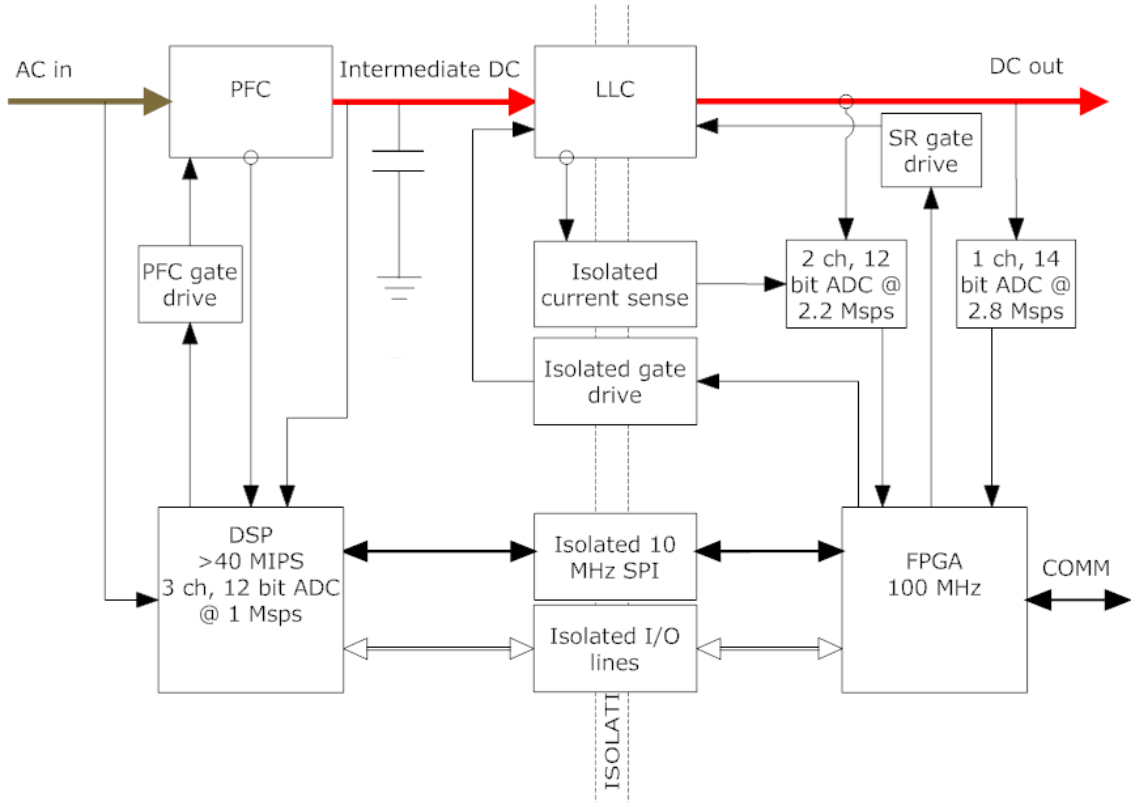 AC in
PFC
Intermediate DC
LLC
DC out
SR gate
drive
PFC gate
drive
Isolated
current sense
2 ch, 12
bit ADC @
2.2 Msps
1 ch, 14
bit ADC @
2.8 Msps
Isolated gate
drive
DSP
>40 MIPS
3 ch, 12 bit ADC
@ 1 Msps
Isolated 10
MHz SPI
FPGA
100 MHz
COMM
Isolated I/O
lines
ISOLATI